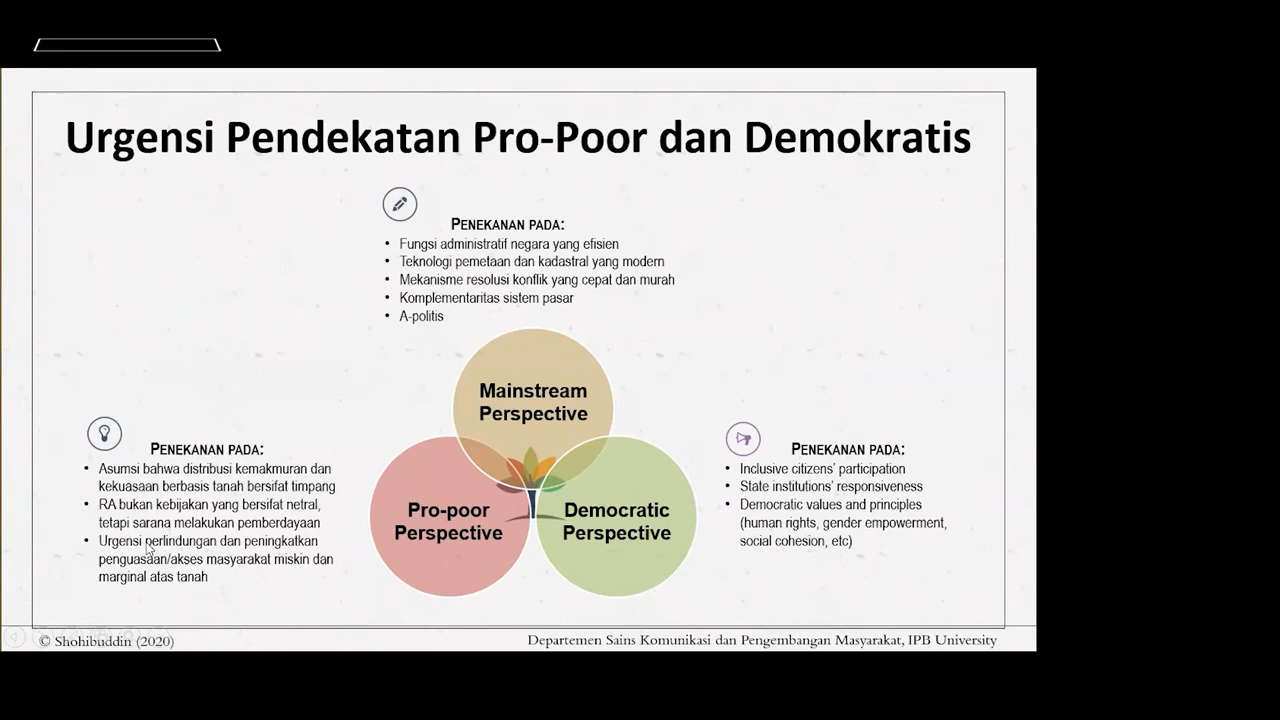 Urgensi Pendekatan Pro-Poor dan Demokratis
PENEKANAN PADA:
• Fungsi administratif negara yang efisien
• Teknologi pemetaan dan kadastral yang modern
• Mekanisme resolusi konflik yang cepat dan murah
• Komplementaritas sistem pasar
• A-politis
Mainstream
Perspective
PENEKANAN PADA:
• Asumsi bahwa distribusi kemakmuran dan
kekuasaan berbasis tanah bersifat timpang
• RA bukan kebijakan yang bersifat netral,
tetapi sarana melakukan pemberdayaan
• Urgensi perlindungan dan peningkatkan
penguasaan/akses masyarakat miskin dan
marginal atas tanah
Pro-poor
Perspective
Democratic
Perspective
PENEKANAN PADA:
• Inclusive citizens' participation
• State institutions' responsiveness
• Democratic values and principles
(human rights, gender empowerment,
social cohesion, etc)
© Shohibuddin (2020)
Departemen Sains Komunikasi dan Pengembangan Masyarakat, IPB University